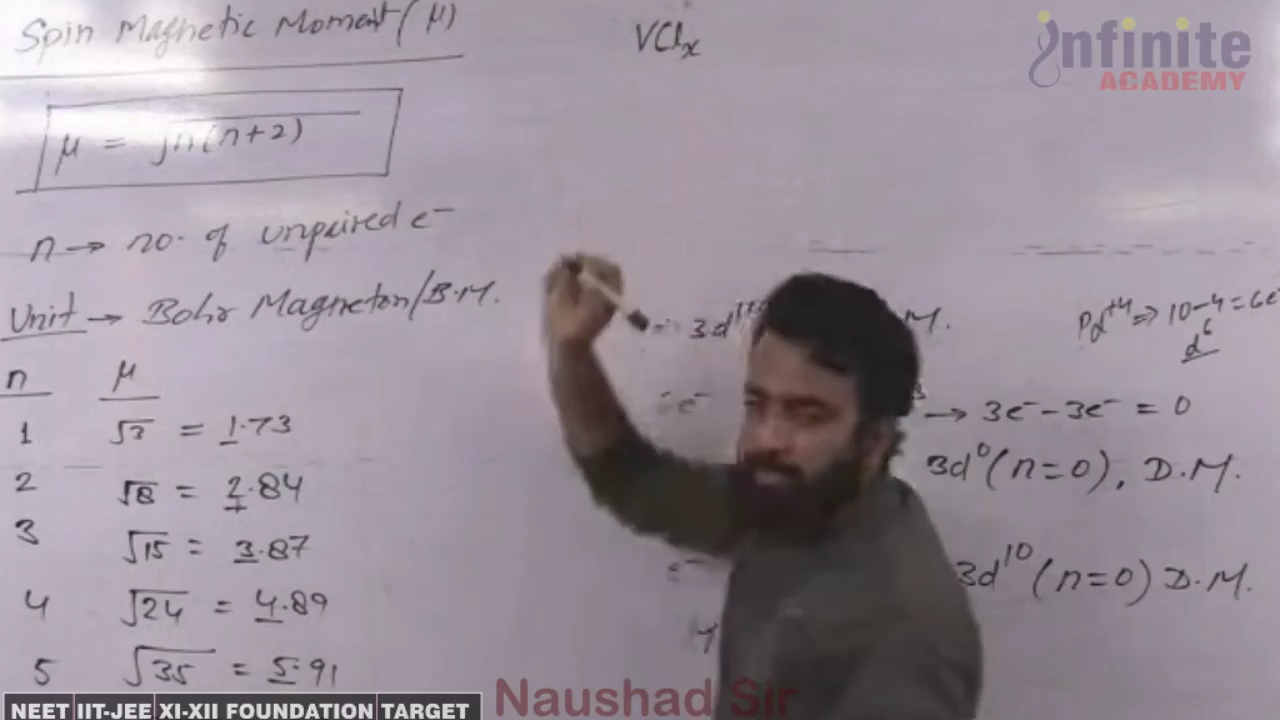 Spin Magnetic Moment (μ)
μ = √n(n+2)
n → no. of unpaired e⁻
Unit → Bohr Magneton/B.M.
n μ
1 √3 = 1.73
2 √8 = 2.84
3 √15 = 3.87
4 √24 = 4.89
5 √35 = 5.91
VClx
infinite
ACADEMY
3d
M.
Pd⁺⁴ ⇒ 10-4=6e⁻
d⁶
→ 3e⁻ - 3e⁻ = 0
3d⁰ (n=0), D.M.
3d¹⁰ (n=0) D.M.
Naushad Sir
NEET IIT-JEE XI-XII FOUNDATION TARGET